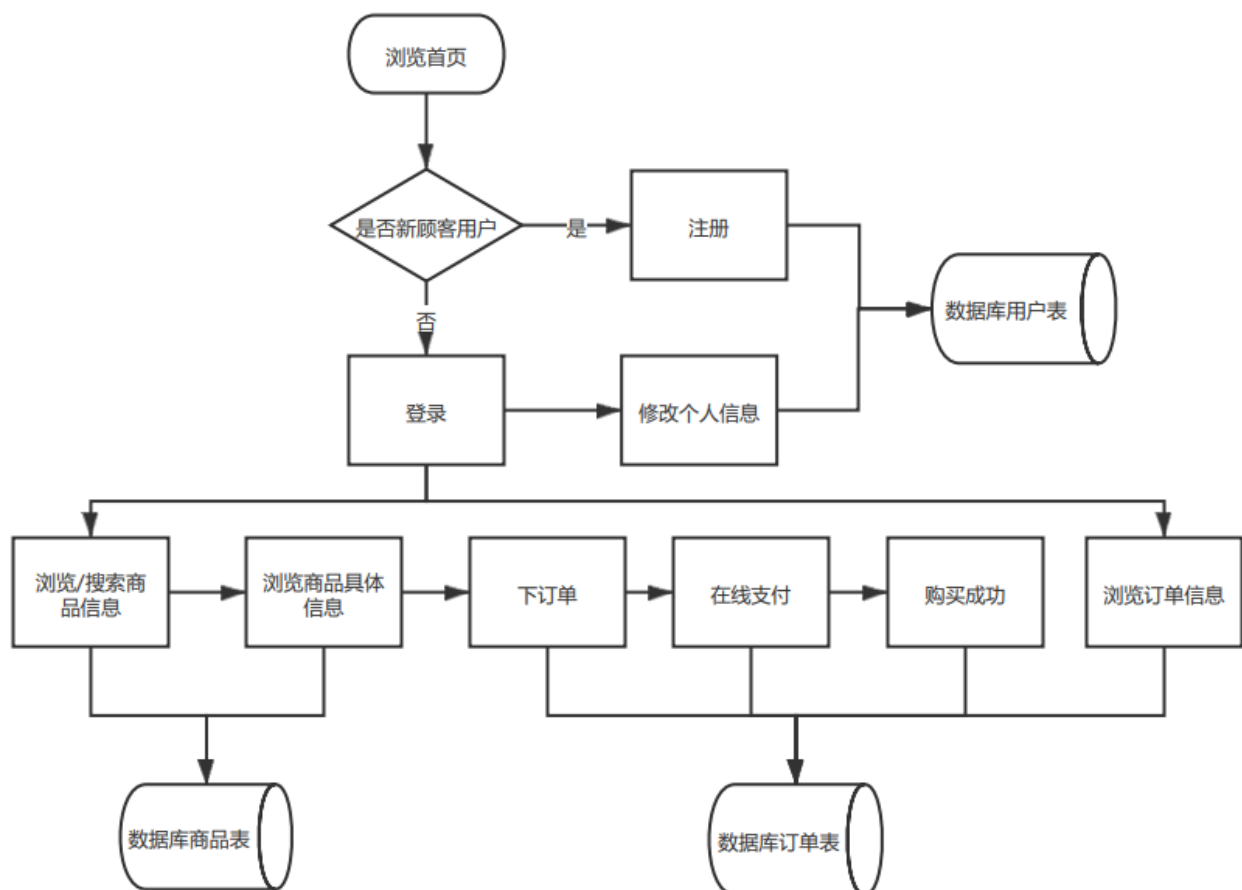 浏览首页
是否新顾客用户
是
注册
数据库用户表
否
登录
修改个人信息
浏览/搜索商
品信息
浏览商品具体
信息
下订单
在线支付
购买成功
浏览订单信息
数据库商品表
数据库订单表